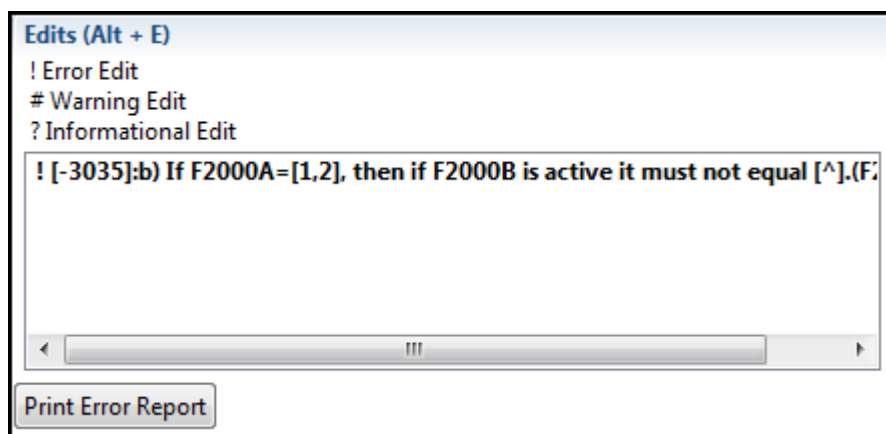 Edits (Alt + E)
! Error Edit
# Warning Edit
? Informational Edit
! [-3035]:b) If F2000A=[1,2], then if F2000B is active it must not equal [^].(F
Print Error Report